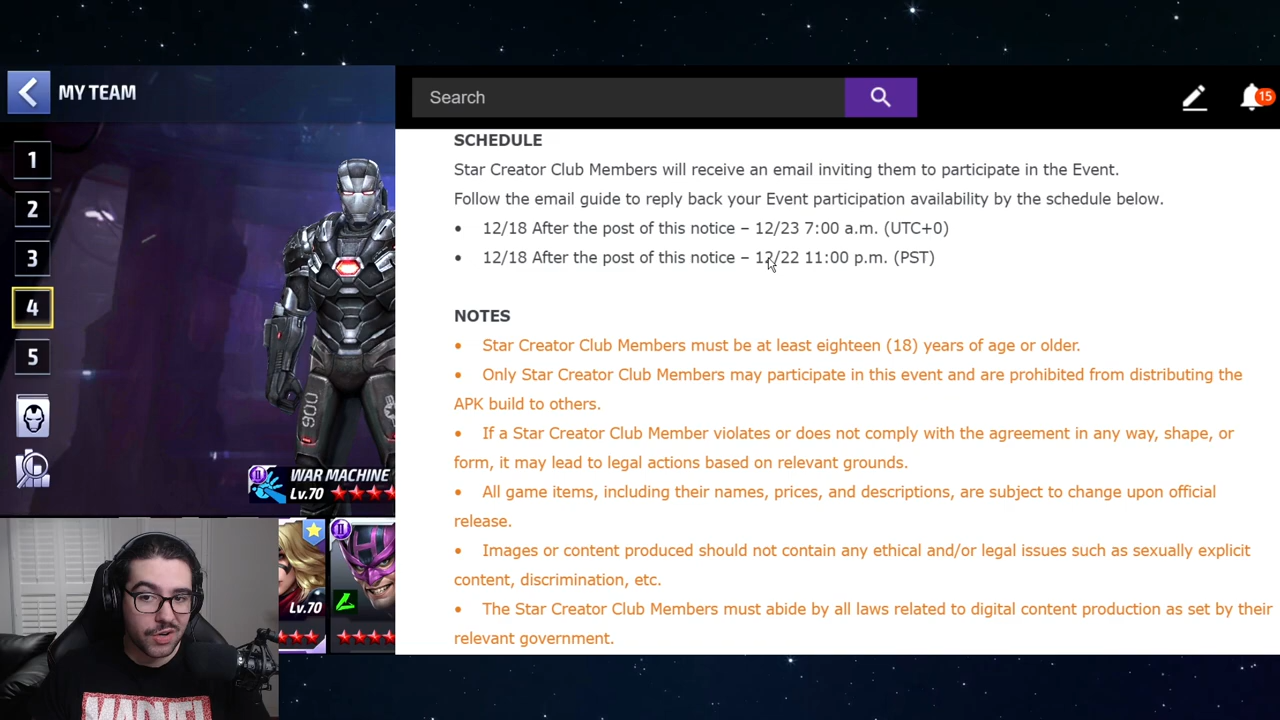 MY TEAM
1
2
3
4
5
WAR MACHINE
Lv.70
Lv.70
900
Search
15
SCHEDULE
Star Creator Club Members will receive an email inviting them to participate in the Event.
Follow the email guide to reply back your Event participation availability by the schedule below.
• 12/18 After the post of this notice – 12/23 7:00 a.m. (UTC+0)
• 12/18 After the post of this notice – 12/22 11:00 p.m. (PST)
NOTES
• Star Creator Club Members must be at least eighteen (18) years of age or older.
• Only Star Creator Club Members may participate in this event and are prohibited from distributing the
APK build to others.
• If a Star Creator Club Member violates or does not comply with the agreement in any way, shape, or
form, it may lead to legal actions based on relevant grounds.
• All game items, including their names, prices, and descriptions, are subject to change upon official
release.
• Images or content produced should not contain any ethical and/or legal issues such as sexually explicit
content, discrimination, etc.
• The Star Creator Club Members must abide by all laws related to digital content production as set by their
relevant government.
MARVEL